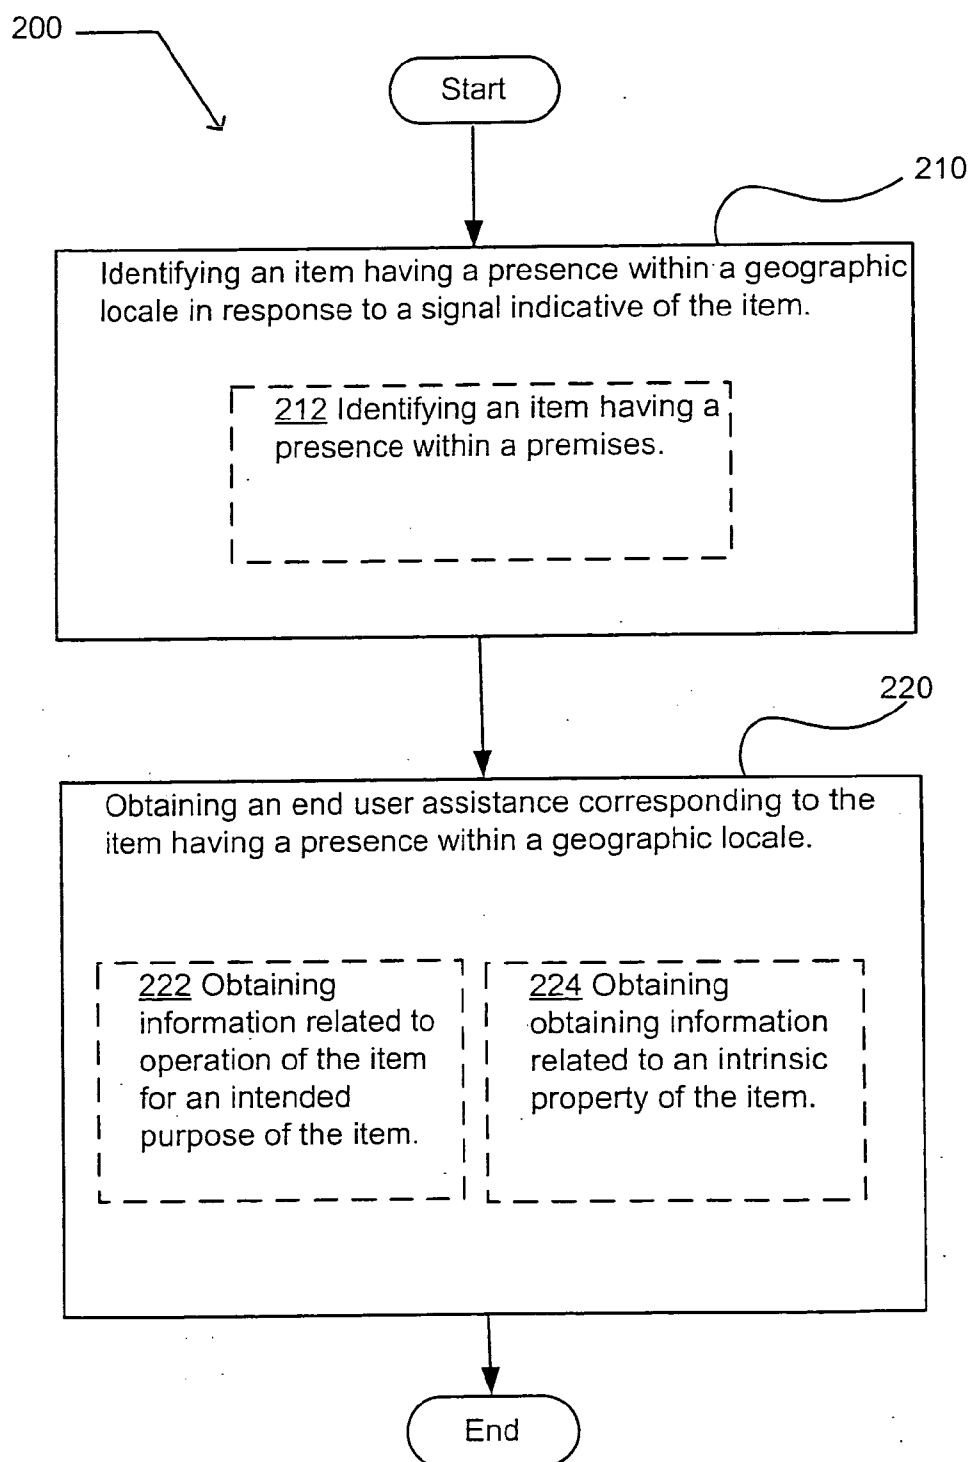 200
Start
210
Identifying an item having a presence within a geographic
locale in response to a signal indicative of the item.
212 Identifying an item having a
presence within a premises.
220
Obtaining an end user assistance corresponding to the
item having a presence within a geographic locale.
222 Obtaining
information related to
operation of the item
for an intended
purpose of the item.
224 Obtaining
obtaining information
related to an intrinsic
property of the item.
End